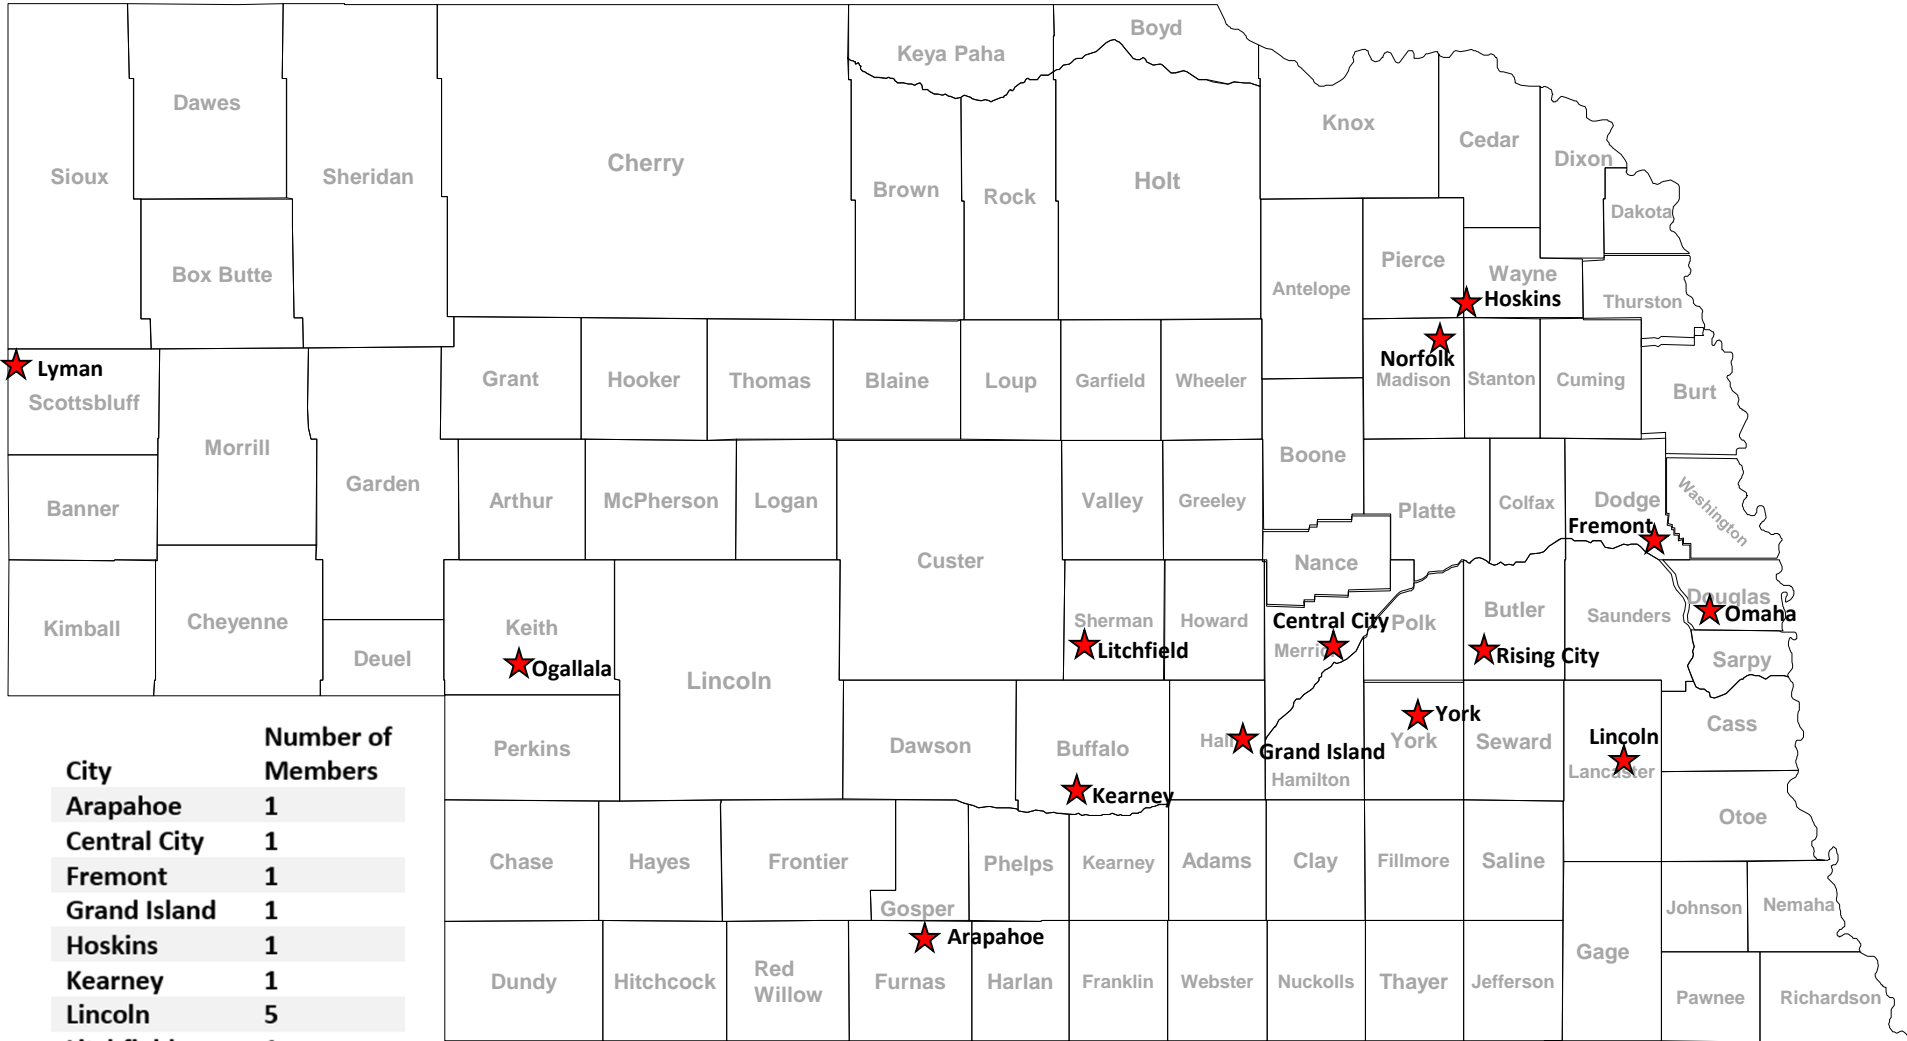 Boyd
Keya Paha
Dawes
Knox
Cedar
Dixon
Cherry
Sioux
Sheridan
Brown
Rock
Holt
Dakota
Box Butte
Pierce
Wayne
Antelope
Hoskins
Thurston
Norfolk
Lyman
Grant
Hooker
Thomas
Blaine
Loup
Garfield
Wheeler
Madison
Stanton
Cuming
Burt
Scottsbluff
Morrill
Boone
Garden
Arthur
McPherson
Logan
Valley
Greeley
Platte
Colfax
Dodge
Washington
Banner
Fremont
Custer
Nance
Douglas
Omaha
Kimball
Cheyenne
Keith
Sherman
Howard
Central City
Polk
Butler
Saunders
Litchfield
Merrick
Rising City
Sarpy
Deuel
Ogallala
Lincoln
York
Cass
Perkins
Dawson
Buffalo
Hall
Grand Island
York
Seward
Lincoln
Lancaster
Hamilton
Kearney
Otoe
Chase
Hayes
Frontier
Phelps
Kearney
Adams
Clay
Fillmore
Saline
Gosper
Johnson
Nemaha
Arapahoe
Gage
Dundy
Hitchcock
Red
Willow
Furnas
Harlan
Franklin
Webster
Nuckolls
Thayer
Jefferson
Pawnee
Richardson
Number of
City Members
Arapahoe 1
Central City 1
Fremont 1
Grand Island 1
Hoskins 1
Kearney 1
Lincoln 5